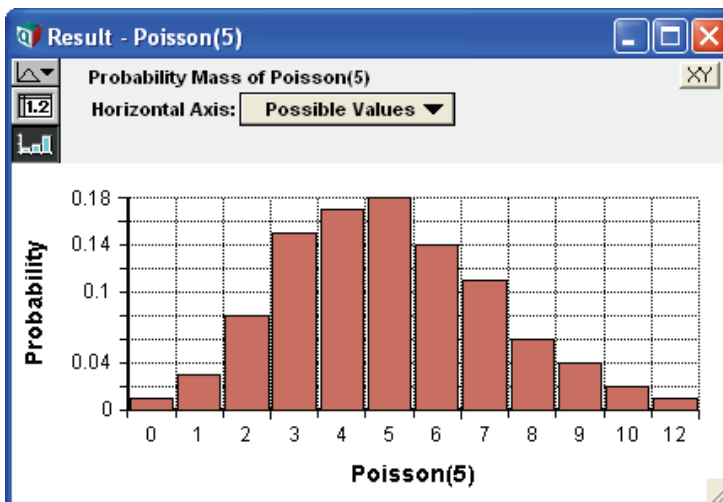 Result - Poisson(5)
Probability Mass of Poisson(5)
XY
1.2
Horizontal Axis: Possible Values
0.18
0.14
0.1
0.04
0
Probability
0 1 2 3 4 5 6 7 8 9 10 12
Poisson(5)